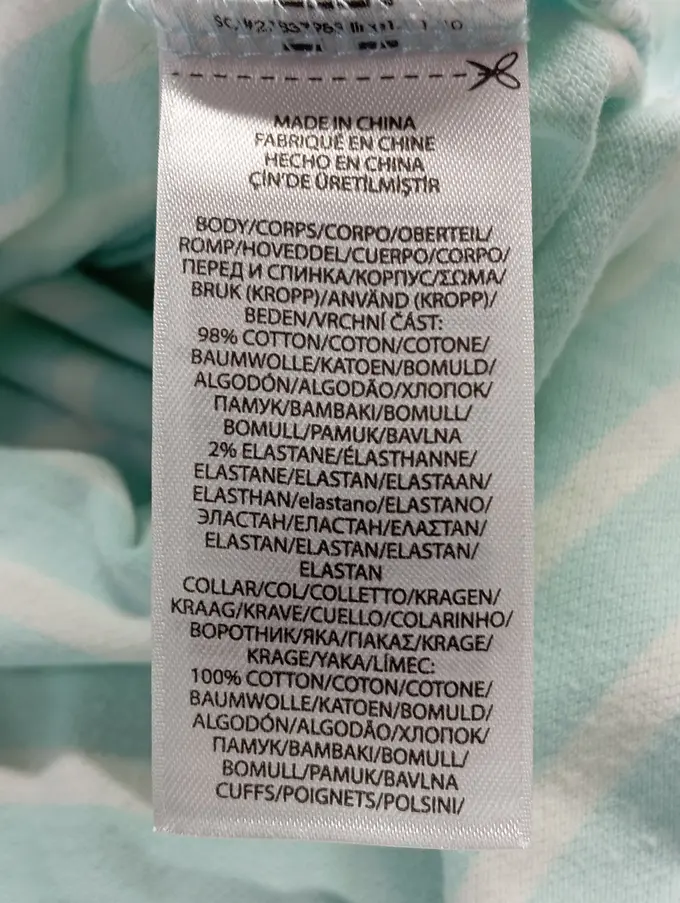 MADE IN CHINA
FABRIQUÉ EN CHINE
HECHO EN CHINA
ÇİN'DE ÜRETİLMİŞTİR
BODY/CORPS/CORPO/OBERTEIL/
ROMP/HOVEDDEL/CUERPO/CORPO/
ПЕРЕД И СПИНКА/КОРПУС/ΣΩΜΑ/
BRUK (KROPP)/ANVÄND (KROPP)/
BEDEN/VRCHNÍ ČÁST:
98% COTTON/COTON/COTONE/
BAUMWOLLE/KATOEN/BOMULD/
ALGODÓN/ALGODÃO/ХЛОПОК/
ПАМУК/ΒΑΜΒΑΚΙ/BOMULL/
BOMULL/PAMUK/BAVLNA
2% ELASTANE/ÉLASTHANNE/
ELASTANE/ELASTAN/ELASTAAN/
ELASTHAN/elastano/ELASTANO/
ЭЛАСТАН/ЕЛАСТАН/ΕΛΑΣΤΑΝ/
ELASTAN/ELASTAN/ELASTAN/
ELASTAN
COLLAR/COL/COLLETTO/KRAGEN/
KRAAG/KRAVE/CUELLO/COLARINHO/
ВОРОТНИК/ЯКА/ΓΙΑΚΑΣ/KRAGE/
KRAGE/YAKA/LÍMEC:
100% COTTON/COTON/COTONE/
BAUMWOLLE/KATOEN/BOMULD/
ALGODÓN/ALGODÃO/ХЛОПОК/
ПАМУК/ΒΑΜΒΑΚΙ/BOMULL/
BOMULL/PAMUK/BAVLNA
CUFFS/POIGNETS/POLSINI/